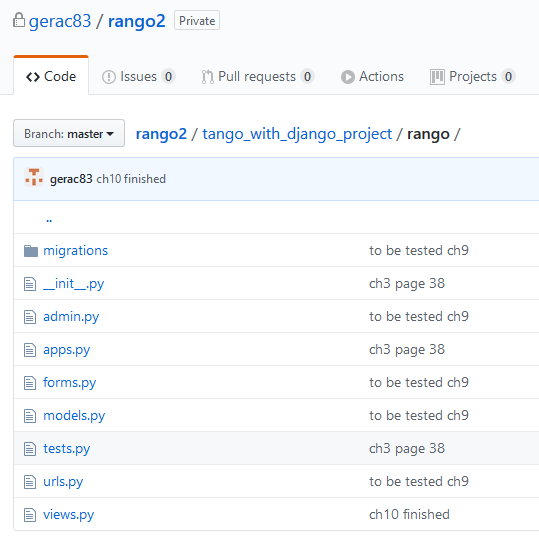 gerac83 / rango2 Private
Code Issues 0 Pull requests 0 Actions Projects 0
Branch: master rango2 / tango_with_django_project / rango /
gerac83 ch10 finished
..
migrations to be tested ch9
__init__.py ch3 page 38
admin.py to be tested ch9
apps.py ch3 page 38
forms.py to be tested ch9
models.py to be tested ch9
tests.py ch3 page 38
urls.py to be tested ch9
views.py ch10 finished